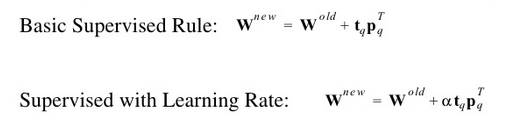 Basic Supervised Rule: W^new = W^old + t_q p_q^T
Supervised with Learning Rate: W^new = W^old + α t_q p_q^T